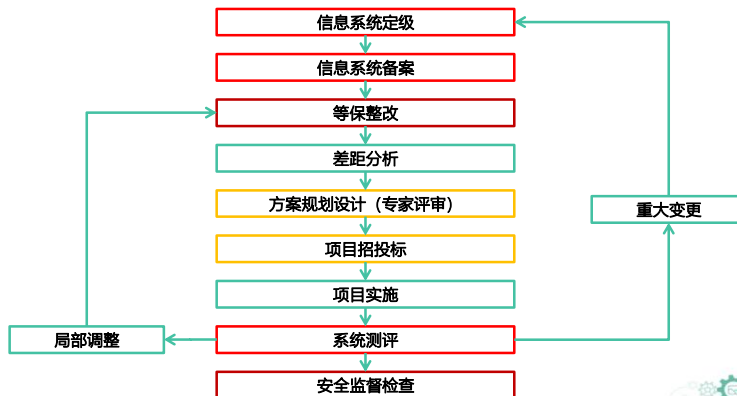 信息系统定级
信息系统备案
等保整改
差距分析
方案规划设计（专家评审）
重大变更
项目招投标
项目实施
局部调整
系统测评
安全监督检查